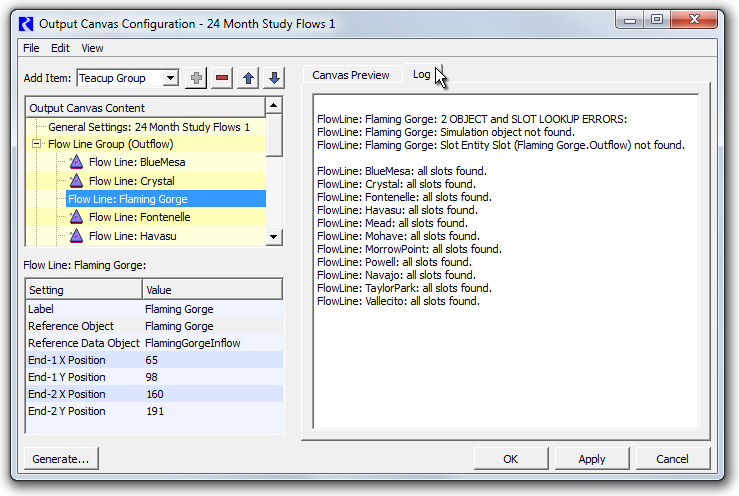 Output Canvas Configuration - 24 Month Study Flows 1
File Edit View
Add Item: Teacup Group
Output Canvas Content
General Settings: 24 Month Study Flows 1
Flow Line Group (Outflow)
Flow Line: BlueMesa
Flow Line: Crystal
Flow Line: Flaming Gorge
Flow Line: Fontenelle
Flow Line: Havasu
Flow Line: Flaming Gorge:
Setting Value
Label Flaming Gorge
Reference Object Flaming Gorge
Reference Data Object FlamingGorgeInflow
End-1 X Position 65
End-1 Y Position 98
End-2 X Position 160
End-2 Y Position 191
Canvas Preview Log
FlowLine: Flaming Gorge: 2 OBJECT and SLOT LOOKUP ERRORS:
FlowLine: Flaming Gorge: Simulation object not found.
FlowLine: Flaming Gorge: Slot Entity Slot (Flaming Gorge.Outflow) not found.
FlowLine: BlueMesa: all slots found.
FlowLine: Crystal: all slots found.
FlowLine: Fontenelle: all slots found.
FlowLine: Havasu: all slots found.
FlowLine: Mead: all slots found.
FlowLine: Mohave: all slots found.
FlowLine: MorrowPoint: all slots found.
FlowLine: Powell: all slots found.
FlowLine: Navajo: all slots found.
FlowLine: TaylorPark: all slots found.
FlowLine: Vallecito: all slots found.
Generate... OK Apply Cancel